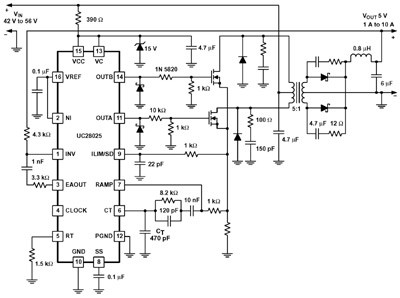 VIN
42 V to 56 V
390 Ω
VOUT 5 V
1 A to 10 A
15 V
4.7 µF
0.8 µH
15
13
VCC
VC
0.1 µF
16
VREF
OUTB
14
1N 5820
1 kΩ
6 µF
5:1
2
NI
OUTA
11
10 kΩ
1 kΩ
4.7 µF
12 Ω
4.3 kΩ
UC28025
100 Ω
1
INV
ILIM/SD
9
1 kΩ
4.7 µF
150 pF
1 nF
22 pF
3.3 kΩ
3
EAOUT
RAMP
7
8.2 kΩ
10 nF
1 kΩ
4
CLOCK
CT
6
120 pF
CT
470 pF
5
RT
PGND
12
1.5 kΩ
GND
SS
10
8
0.1 µF